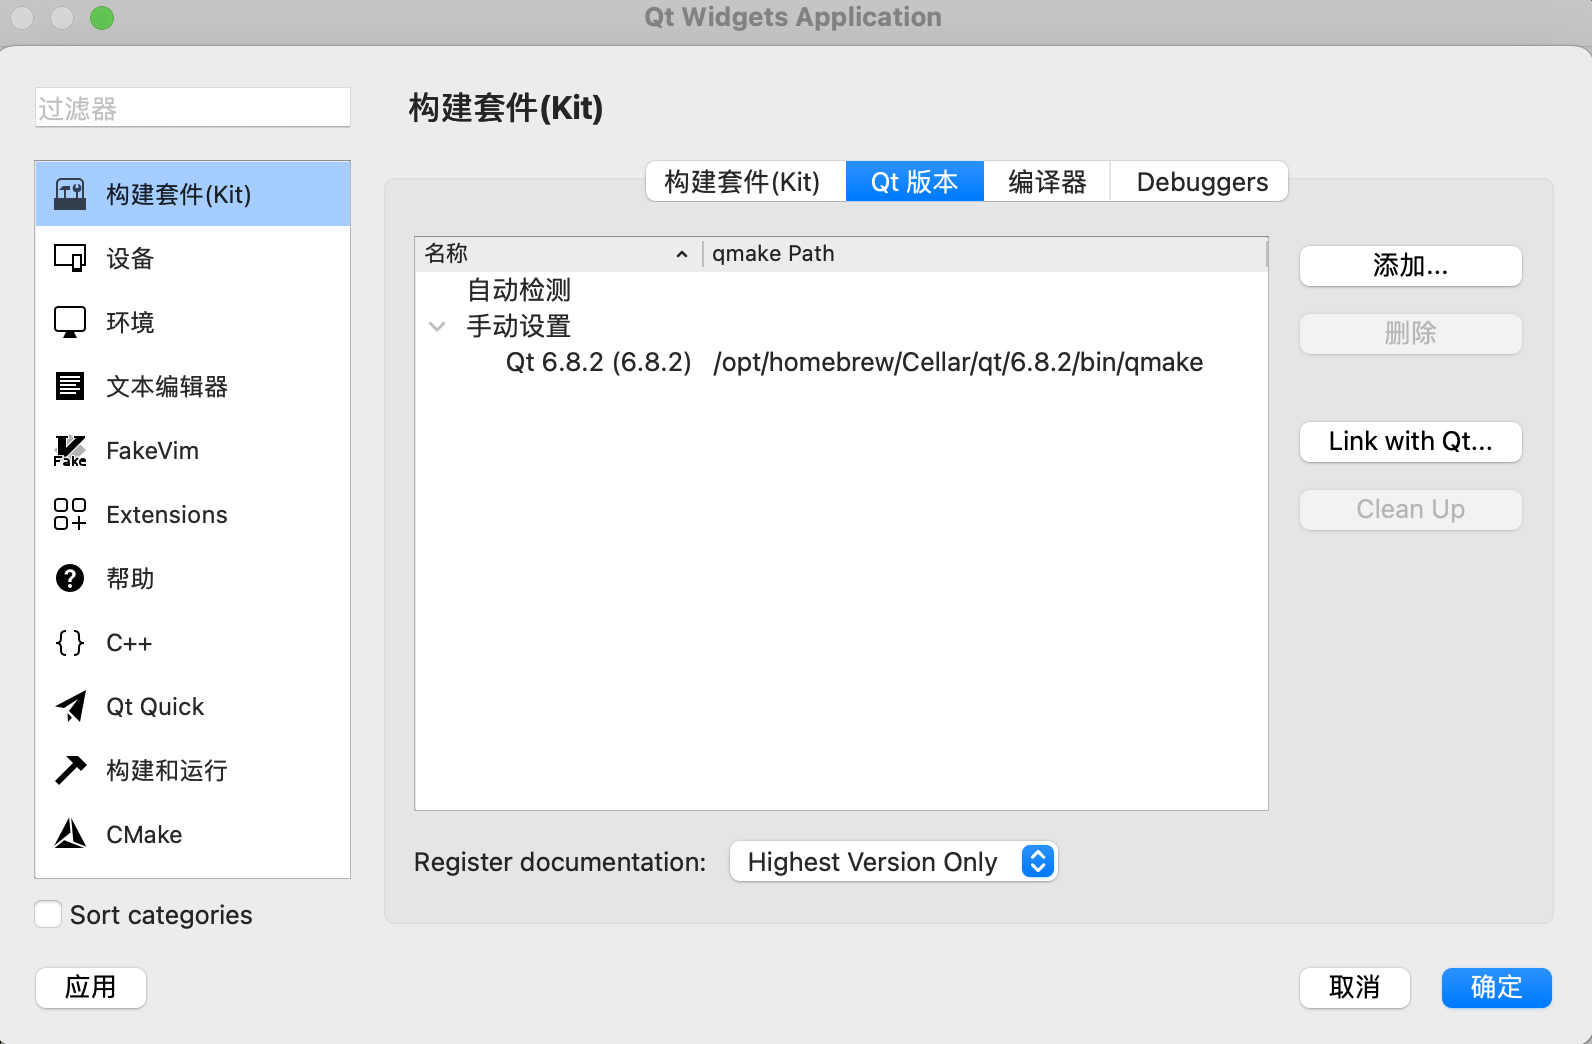 Qt Widgets Application
过滤器
构建套件(Kit)
设备
环境
文本编辑器
Fake
FakeVim
Extensions
帮助
C++
Qt Quick
构建和运行
CMake
Sort categories
应用
构建套件(Kit)
构建套件(Kit) Qt 版本 编译器 Debuggers
名称 qmake Path
自动检测
手动设置
Qt 6.8.2 (6.8.2) /opt/homebrew/Cellar/qt/6.8.2/bin/qmake
添加...
删除
Link with Qt...
Clean Up
Register documentation: Highest Version Only
取消 确定